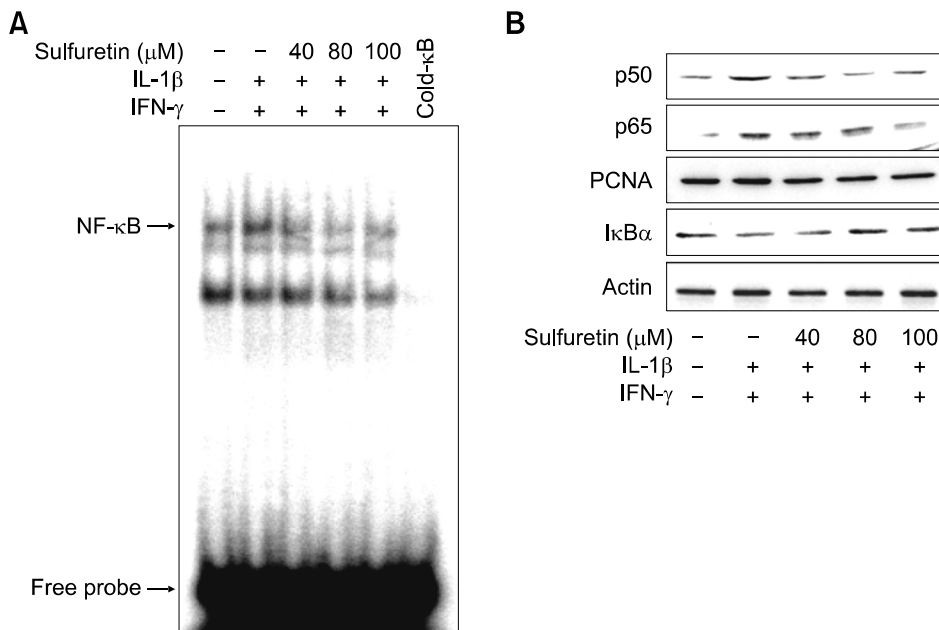 A
Sulfuretin (μM) – – 40 80 100 Cold-κB
IL-1β – + + + +
IFN-γ – + + + +
NF-κB
Free probe
B
p50
p65
PCNA
IκBα
Actin
Sulfuretin (μM) – – 40 80 100
IL-1β – + + + +
IFN-γ – + + + +